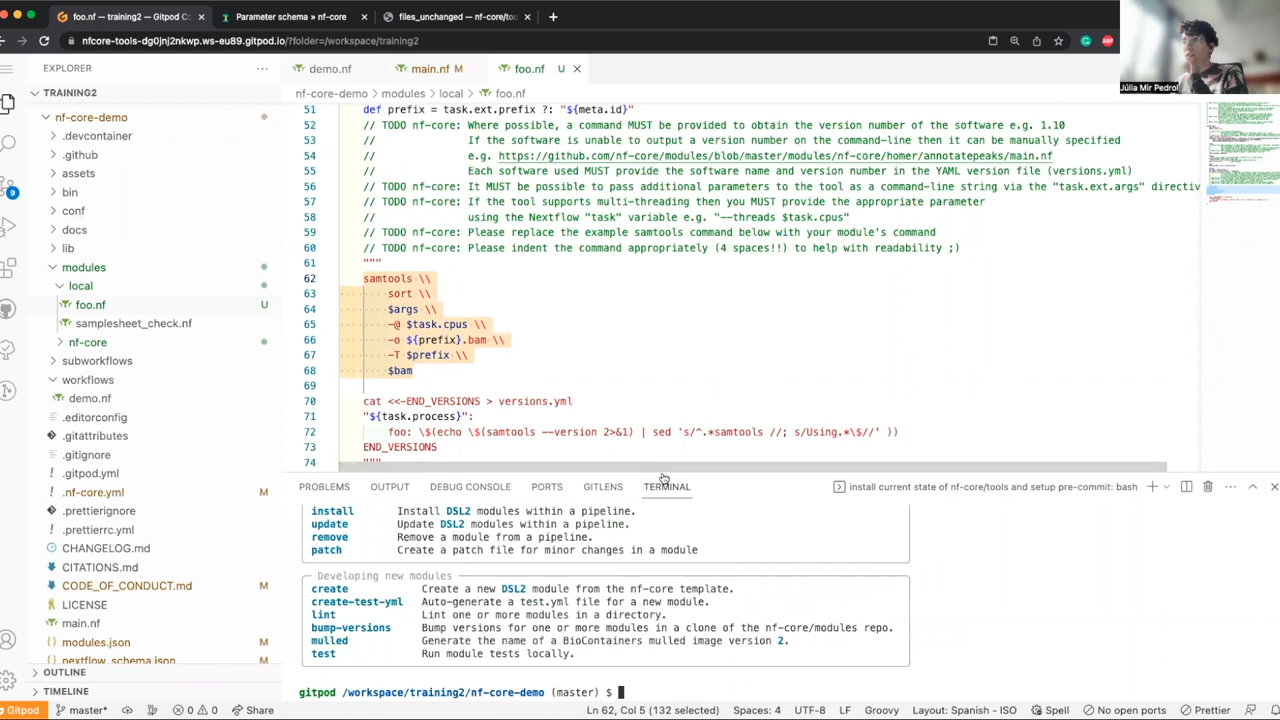 foo.nf — training2 — Gitpod C
Parameter schema » nf-core
files_unchanged — nf-core/to
nfcore-tools-dg0jnj2nkwp.ws-eu89.gitpod.io/?folder=/workspace/training2
Júlia Mir Pedrol
EXPLORER
demo.nf
main.nf M
foo.nf U
TRAINING2
nf-core-demo > modules > local > foo.nf
nf-core-demo
.devcontainer
.github
assets
bin
conf
docs
lib
modules
local
foo.nf U
samplesheet_check.nf
nf-core
subworkflows
workflows
demo.nf
.editorconfig
.gitattributes
.gitignore
.gitpod.yml
.nf-core.yml M
.prettierignore
.prettierrc.yml
CHANGELOG.md
CITATIONS.md
CODE_OF_CONDUCT.md M
LICENSE
main.nf
modules.json M
nextflow_schema.json M
OUTLINE
TIMELINE
51 def prefix = task.ext.prefix ?: "${meta.id}"
52 // TODO nf-core: Where possible, a command MUST be provided to obtain the version number of the software e.g. 1.10
53 // If the software is unable to output a version number on the command-line then it can be manually specified
54 // e.g. https://github.com/nf-core/modules/blob/master/modules/nf-core/homer/annotatepeaks/main.nf
55 // Each software used MUST provide the software name and version number in the YAML version file (versions.yml)
56 // TODO nf-core: It MUST be possible to pass additional parameters to the tool as a command-line string via the "task.ext.args" directiv
57 // TODO nf-core: If the tool supports multi-threading then you MUST provide the appropriate parameter
58 // using the Nextflow "task" variable e.g. "--threads $task.cpus"
59 // TODO nf-core: Please replace the example samtools command below with your module's command
60 // TODO nf-core: Please indent the command appropriately (4 spaces!!) to help with readability ;)
61 """
62 samtools \\
63 sort \\
64 $args \\
65 -@ $task.cpus \\
66 -o ${prefix}.bam \\
67 -T $prefix \\
68 $bam
69
70 cat <<-END_VERSIONS > versions.yml
71 "${task.process}":
72 foo: \$(echo \$(samtools --version 2>&1) | sed 's/^.*samtools //; s/Using.*\$//' ))
73 END_VERSIONS
74 """
PROBLEMS OUTPUT DEBUG CONSOLE PORTS GITLENS TERMINAL
install current state of nf-core/tools and setup pre-commit: bash
install Install DSL2 modules within a pipeline.
update Update DSL2 modules within a pipeline.
remove Remove a module from a pipeline.
patch Create a patch file for minor changes in a module
Developing new modules
create Create a new DSL2 module from the nf-core template.
create-test-yml Auto-generate a test.yml file for a new module.
lint Lint one or more modules in a directory.
bump-versions Bump versions for one or more modules in a clone of the nf-core/modules repo.
mulled Generate the name of a BioContainers mulled image version 2.
test Run module tests locally.
gitpod /workspace/training2/nf-core-demo (master) $
Gitpod master* 0 0 Share Ln 62, Col 5 (132 selected) Spaces: 4 UTF-8 LF Groovy Layout: Spanish - ISO Spell No open ports Prettier